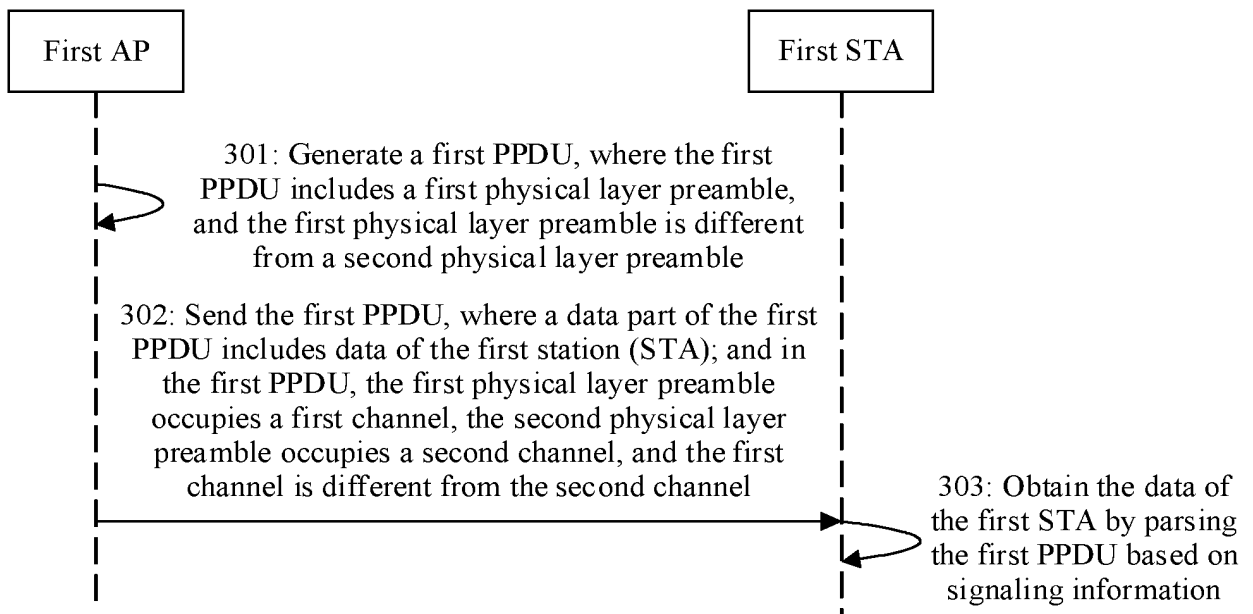 First AP
First STA
301: Generate a first PPDU, where the first
PPDU includes a first physical layer preamble,
and the first physical layer preamble is different
from a second physical layer preamble
302: Send the first PPDU, where a data part of the first
PPDU includes data of the first station (STA); and in
the first PPDU, the first physical layer preamble
occupies a first channel, the second physical layer
preamble occupies a second channel, and the first
channel is different from the second channel
303: Obtain the data of
the first STA by parsing
the first PPDU based on
signaling information